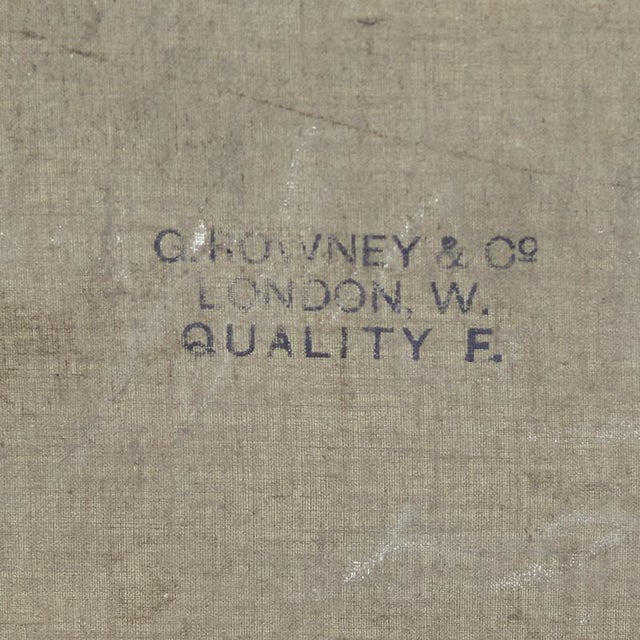 G. ROWNEY & Cº
LONDON, W.
QUALITY F.